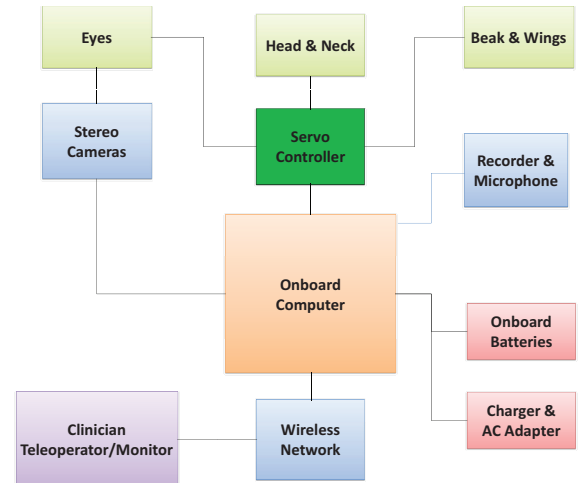 Eyes
Head & Neck
Beak & Wings
Stereo
Cameras
Servo
Controller
Recorder &
Microphone
Onboard
Computer
Onboard
Batteries
Clinician
Teleoperator/Monitor
Wireless
Network
Charger &
AC Adapter